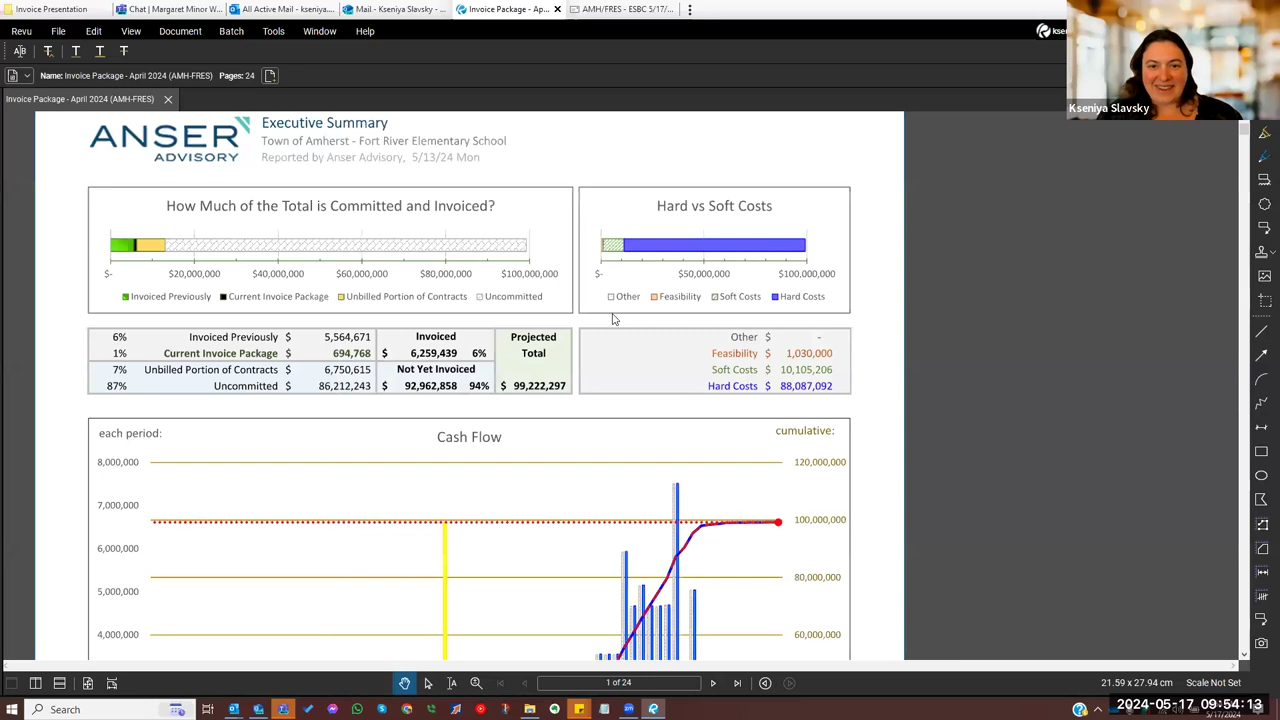 Invoice Presentation
Chat | Margaret Minor W...
All Active Mail - kseniya....
Mail - Kseniya Slavsky - ...
Invoice Package - Ap...
AMH/FRES - ESBC 5/17/...
Revu File Edit View Document Batch Tools Window Help
Name: Invoice Package - April 2024 (AMH-FRES) Pages: 24
Invoice Package - April 2024 (AMH-FRES)
Kseniya Slavsky
ANSER
ADVISORY
Executive Summary
Town of Amherst - Fort River Elementary School
Reported by Anser Advisory, 5/13/24 Mon
How Much of the Total is Committed and Invoiced?
$- $20,000,000 $40,000,000 $60,000,000 $80,000,000 $100,000,000
Invoiced Previously Current Invoice Package Unbilled Portion of Contracts Uncommitted
Hard vs Soft Costs
$- $50,000,000 $100,000,000
Other Feasibility Soft Costs Hard Costs
6% Invoiced Previously $ 5,564,671 Invoiced Projected
1% Current Invoice Package $ 694,768 $ 6,259,439 6% Total
7% Unbilled Portion of Contracts $ 6,750,615 Not Yet Invoiced
87% Uncommitted $ 86,212,243 $ 92,962,858 94% $ 99,222,297
Other $ -
Feasibility $ 1,030,000
Soft Costs $ 10,105,206
Hard Costs $ 88,087,092
each period: Cash Flow cumulative:
8,000,000 120,000,000
7,000,000 100,000,000
6,000,000
5,000,000 80,000,000
4,000,000 60,000,000
1 of 24
21.59 x 27.94 cm Scale Not Set
Search
2024-05-17 09:54:13
5/17/2024